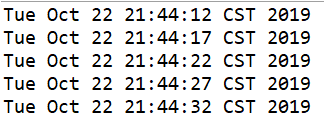 Tue Oct 22 21:44:12 CST 2019
Tue Oct 22 21:44:17 CST 2019
Tue Oct 22 21:44:22 CST 2019
Tue Oct 22 21:44:27 CST 2019
Tue Oct 22 21:44:32 CST 2019